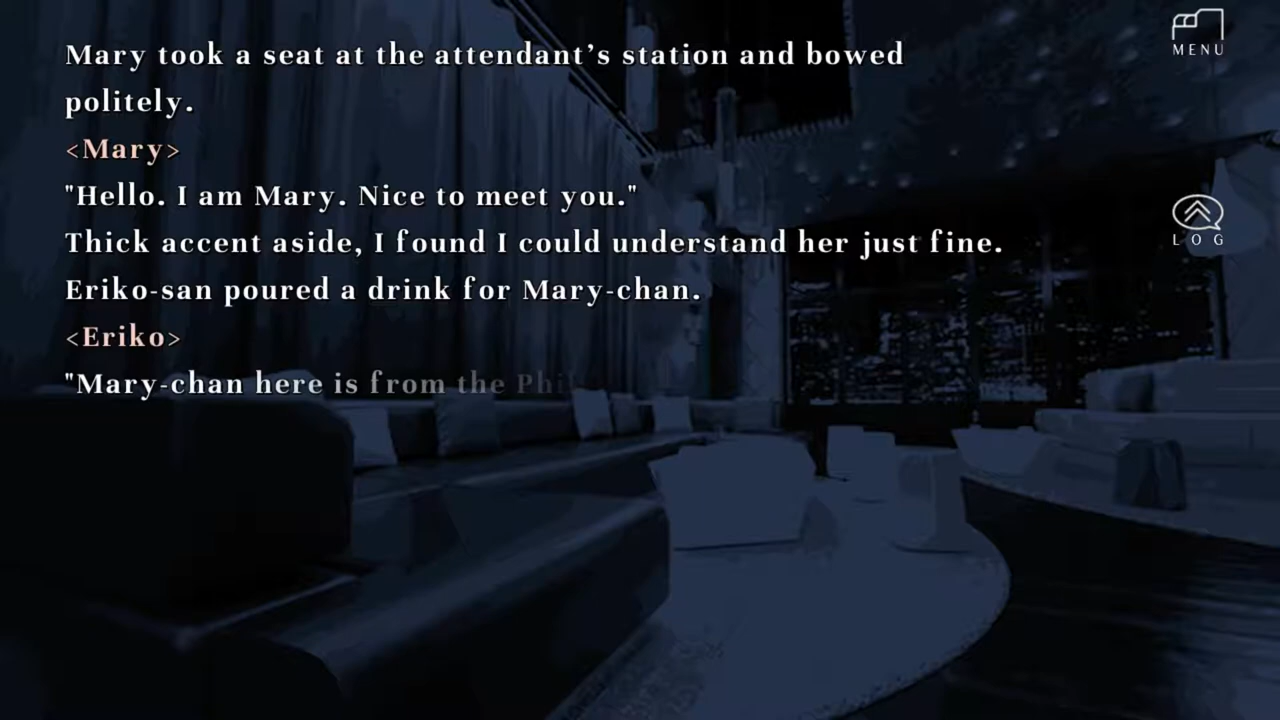 Mary took a seat at the attendant’s station and bowed
politely.
<Mary>
"Hello. I am Mary. Nice to meet you."
Thick accent aside, I found I could understand her just fine.
Eriko-san poured a drink for Mary-chan.
<Eriko>
"Mary-chan here is from the Phi
MENU
LOG